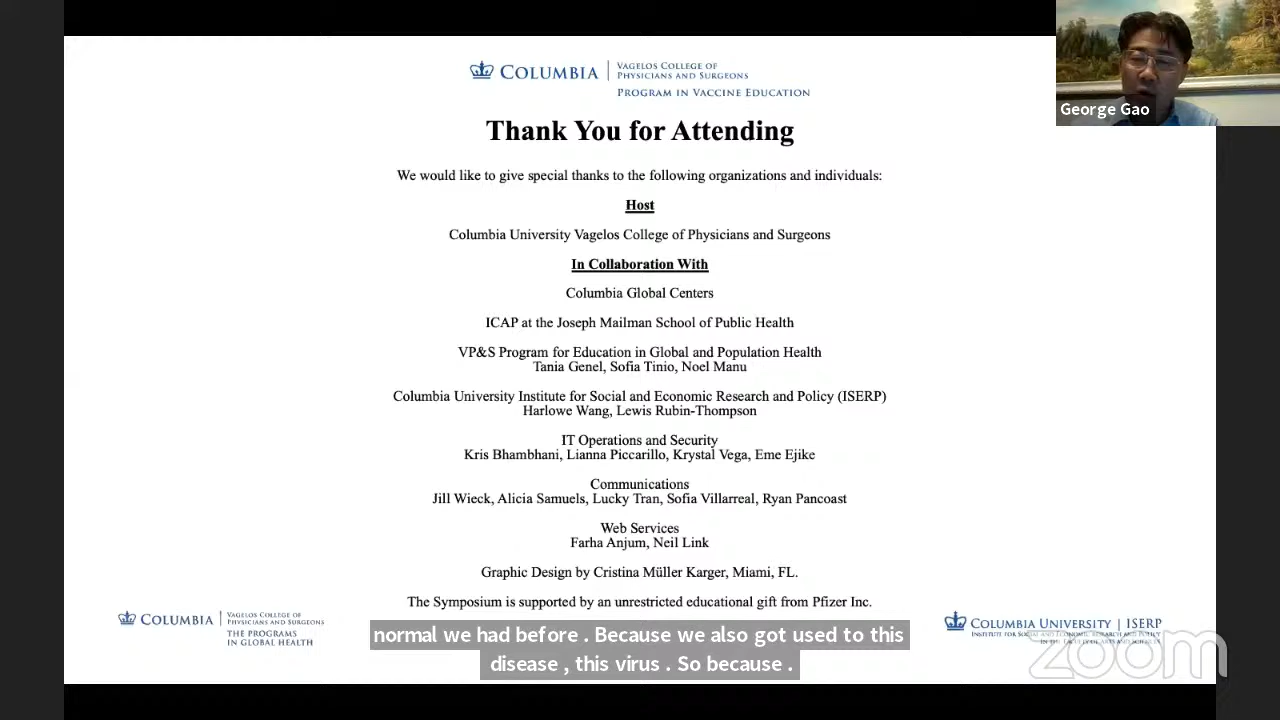 COLUMBIA
VAGELOS COLLEGE OF
PHYSICIANS AND SURGEONS
PROGRAM IN VACCINE EDUCATION
George Gao
Thank You for Attending
We would like to give special thanks to the following organizations and individuals:
Host
Columbia University Vagelos College of Physicians and Surgeons
In Collaboration With
Columbia Global Centers
ICAP at the Joseph Mailman School of Public Health
VP&S Program for Education in Global and Population Health
Tania Genel, Sofia Tinio, Noel Manu
Columbia University Institute for Social and Economic Research and Policy (ISERP)
Harlowe Wang, Lewis Rubin-Thompson
IT Operations and Security
Kris Bhambhani, Lianna Piccarillo, Krystal Vega, Eme Ejike
Communications
Jill Wieck, Alicia Samuels, Lucky Tran, Sofia Villarreal, Ryan Pancoast
Web Services
Farha Anjum, Neil Link
Graphic Design by Cristina Müller Karger, Miami, FL.
The Symposium is supported by an unrestricted educational gift from Pfizer Inc.
COLUMBIA
VAGELOS COLLEGE OF
PHYSICIANS AND SURGEONS
THE PROGRAMS
IN GLOBAL HEALTH
normal we had before . Because we also got used to this
disease , this virus . So because .
COLUMBIA UNIVERSITY | ISERP
INSTITUTE FOR SOCIAL AND ECONOMIC RESEARCH AND POLICY
zoom